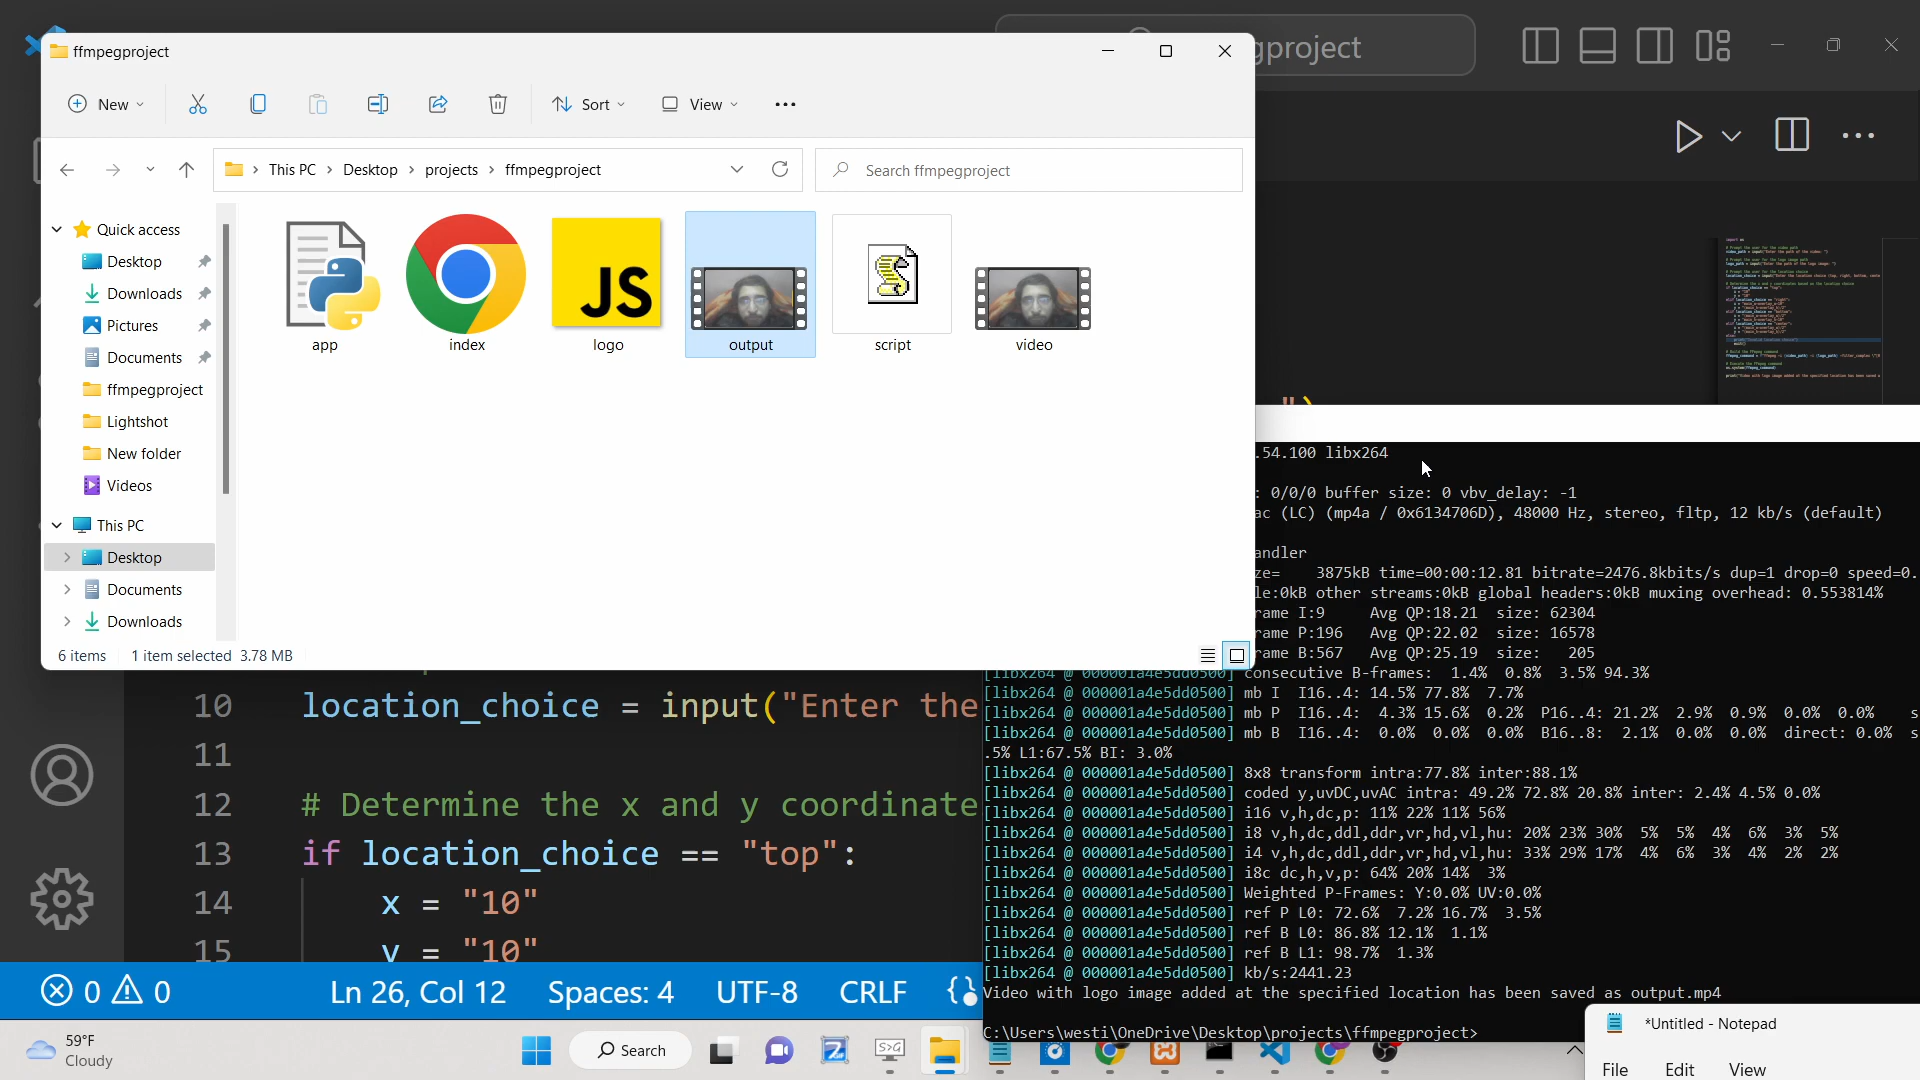 ffmpegproject
gproject
New
Sort
View
This PC > Desktop > projects > ffmpegproject
Search ffmpegproject
Quick access
Desktop
Downloads
Pictures
Documents
ffmpegproject
Lightshot
New folder
Videos
This PC
Desktop
Documents
Downloads
JS
app
index
logo
output
script
video
6 items
1 item selected 3.78 MB
")
.54.100 libx264
: 0/0/0 buffer size: 0 vbv_delay: -1
ac (LC) (mp4a / 0x6134706D), 48000 Hz, stereo, fltp, 12 kb/s (default)
andler
ze= 3875kB time=00:00:12.81 bitrate=2476.8kbits/s dup=1 drop=0 speed=0.
le:0kB other streams:0kB global headers:0kB muxing overhead: 0.553814%
rame I:9 Avg QP:18.21 size: 62304
rame P:196 Avg QP:22.02 size: 16578
rame B:567 Avg QP:25.19 size: 205
[libx264 @ 000001a4e5dd0500] consecutive B-frames: 1.4% 0.8% 3.5% 94.3%
[libx264 @ 000001a4e5dd0500] mb I I16..4: 14.5% 77.8% 7.7%
[libx264 @ 000001a4e5dd0500] mb P I16..4: 4.3% 15.6% 0.2% P16..4: 21.2% 2.9% 0.9% 0.0% 0.0% s
[libx264 @ 000001a4e5dd0500] mb B I16..4: 0.0% 0.0% 0.0% B16..8: 2.1% 0.0% 0.0% direct: 0.0% s
.5% L1:67.5% BI: 3.0%
[libx264 @ 000001a4e5dd0500] 8x8 transform intra:77.8% inter:88.1%
[libx264 @ 000001a4e5dd0500] coded y,uvDC,uvAC intra: 49.2% 72.8% 20.8% inter: 2.4% 4.5% 0.0%
[libx264 @ 000001a4e5dd0500] i16 v,h,dc,p: 11% 22% 11% 56%
[libx264 @ 000001a4e5dd0500] i8 v,h,dc,ddl,ddr,vr,hd,vl,hu: 20% 23% 30% 5% 5% 4% 6% 3% 5%
[libx264 @ 000001a4e5dd0500] i4 v,h,dc,ddl,ddr,vr,hd,vl,hu: 33% 29% 17% 4% 6% 3% 4% 2% 2%
[libx264 @ 000001a4e5dd0500] i8c dc,h,v,p: 64% 20% 14% 3%
[libx264 @ 000001a4e5dd0500] Weighted P-Frames: Y:0.0% UV:0.0%
[libx264 @ 000001a4e5dd0500] ref P L0: 72.6% 7.2% 16.7% 3.5%
[libx264 @ 000001a4e5dd0500] ref B L0: 86.8% 12.1% 1.1%
[libx264 @ 000001a4e5dd0500] ref B L1: 98.7% 1.3%
[libx264 @ 000001a4e5dd0500] kb/s:2441.23
Video with logo image added at the specified location has been saved as output.mp4
C:\Users\westi\OneDrive\Desktop\projects\ffmpegproject>
10 location_choice = input("Enter the
11
12 # Determine the x and y coordinate
13 if location_choice == "top":
14 x = "10"
15 y = "10"
0 0
Ln 26, Col 12 Spaces: 4 UTF-8 CRLF
*Untitled - Notepad
File Edit View
59°F
Cloudy
Search